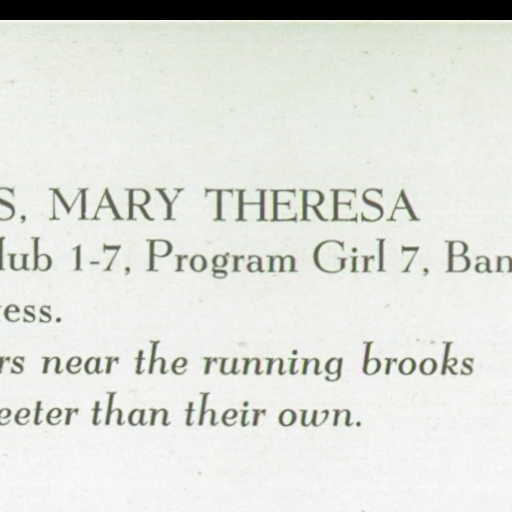 S, MARY THERESA
lub 1-7, Program Girl 7, Ban
ess.
rs near the running brooks
eeter than their own.